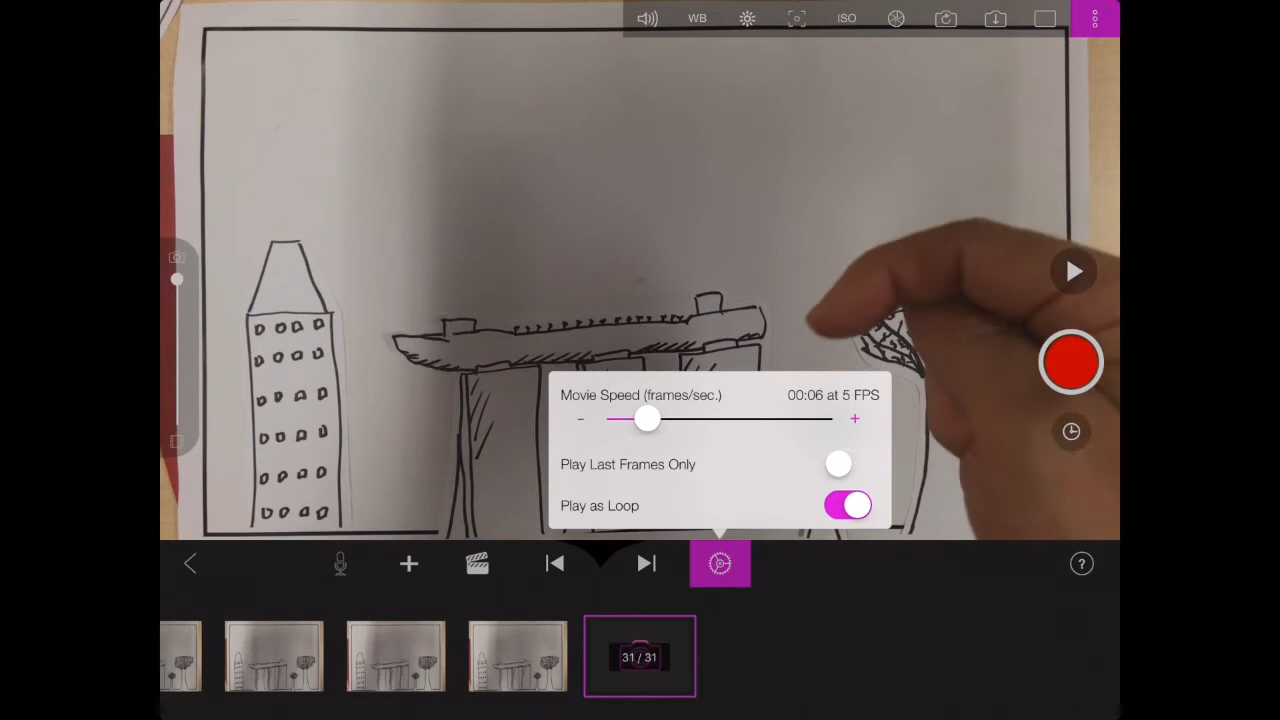 WB
ISO
Movie Speed (frames/sec.) 00:06 at 5 FPS
- +
Play Last Frames Only
Play as Loop
?
31 / 31